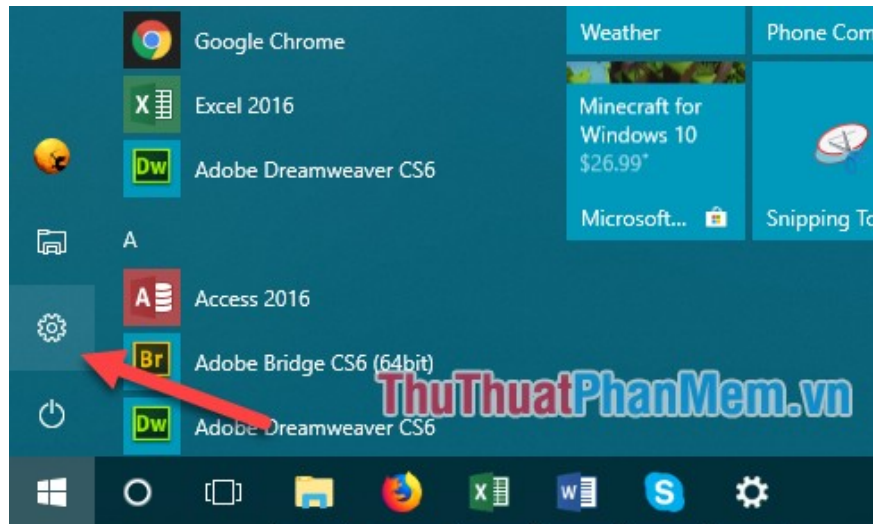 Google Chrome
Excel 2016
Adobe Dreamweaver CS6
A
Access 2016
Adobe Bridge CS6 (64bit)
Adobe Dreamweaver CS6
Weather
Phone Com
Minecraft for
Windows 10
$26.99*
Microsoft...
Snipping To
ThuThuatPhanMem.vn